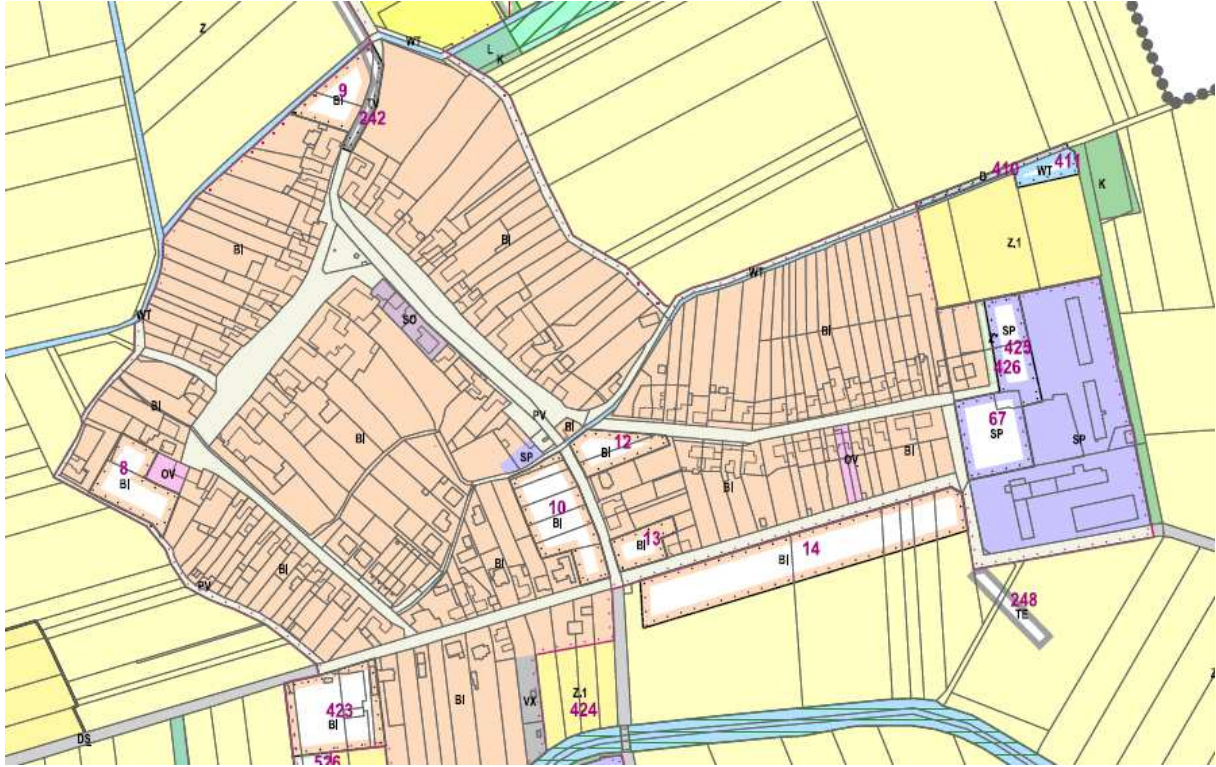 Z
WT
L
K
9
BI
TV
242
BI
BI
410
411
B
WT
K
Z.1
WT
WT
SO
BI
SP
425
426
BI
PV
BI
67
SP
SP
BI
12
BI
SP
OV
BI
BI
8
BI
OV
10
BI
13
BI
14
BI
BI
BI
PV
248
TE
BI
VX
Z.1
424
423
BI
DS
526
Z